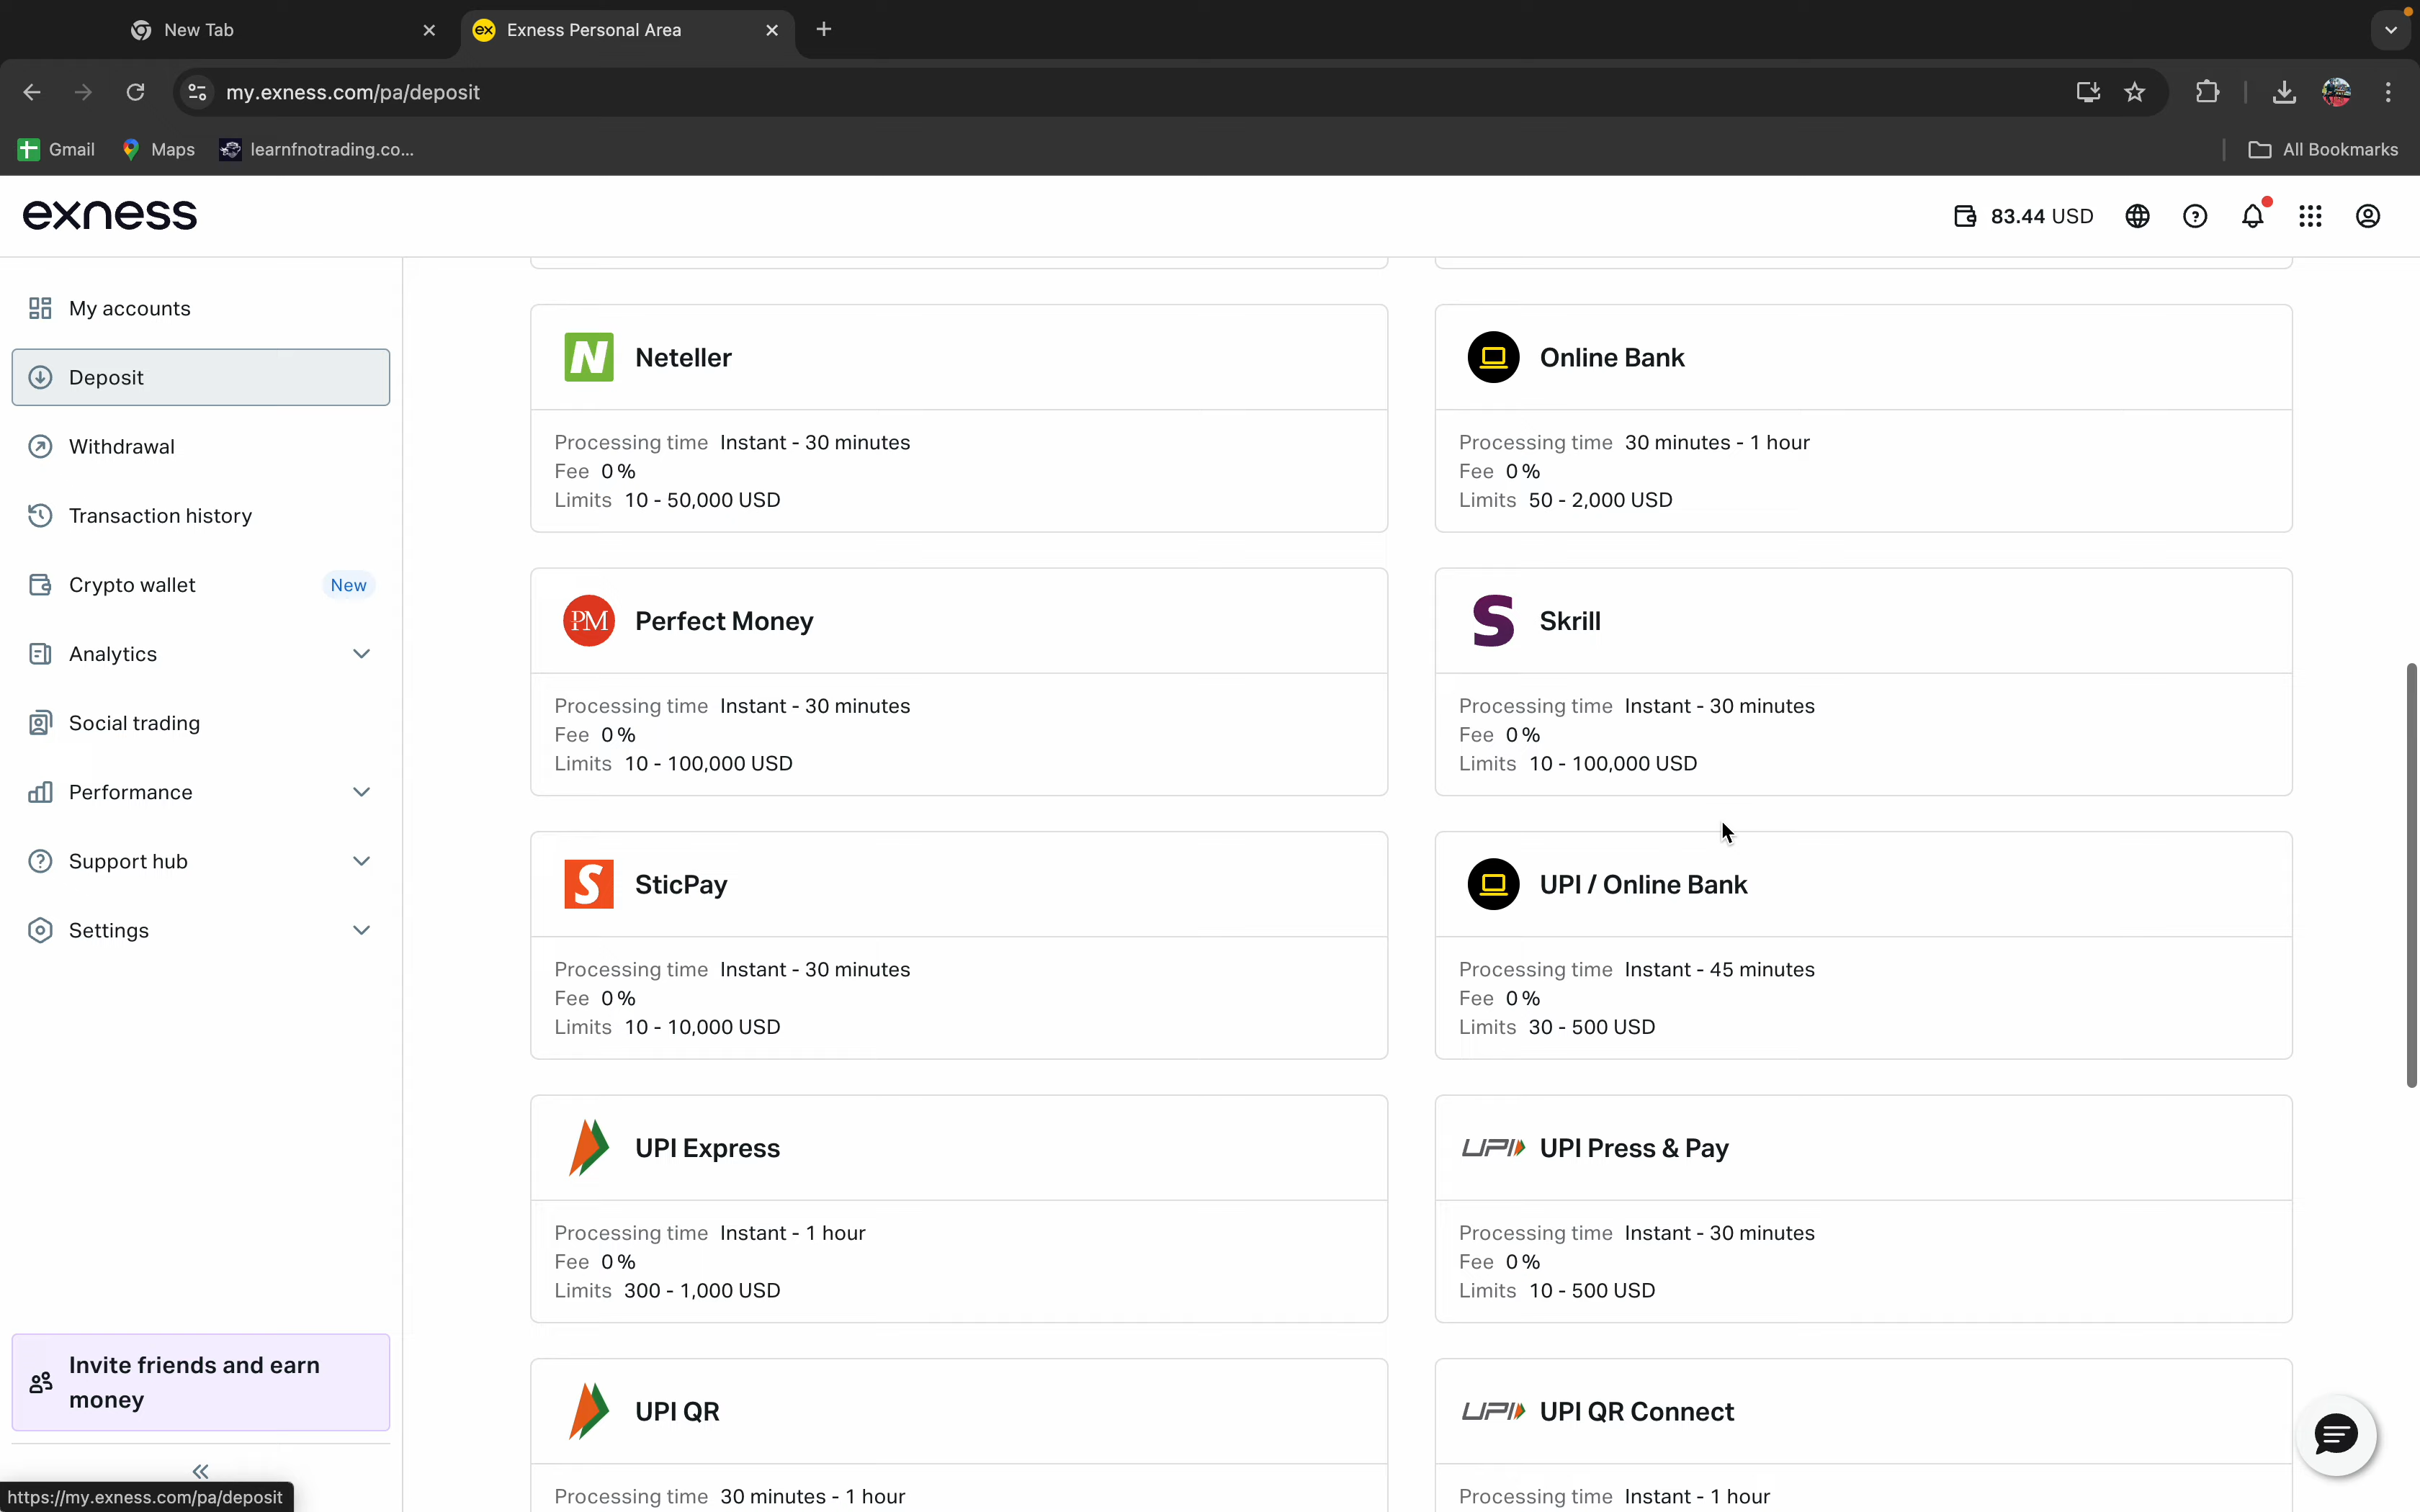 New Tab
ex Exness Personal Area
my.exness.com/pa/deposit
Gmail
Maps
learnfnotrading.co...
All Bookmarks
exness
83.44 USD
My accounts
Deposit
Withdrawal
Transaction history
Crypto wallet New
Analytics
Social trading
Performance
Support hub
Settings
Invite friends and earn
money
https://my.exness.com/pa/deposit
Neteller
Processing time Instant - 30 minutes
Fee 0 %
Limits 10 - 50,000 USD
Online Bank
Processing time 30 minutes - 1 hour
Fee 0 %
Limits 50 - 2,000 USD
PM Perfect Money
Processing time Instant - 30 minutes
Fee 0 %
Limits 10 - 100,000 USD
S Skrill
Processing time Instant - 30 minutes
Fee 0 %
Limits 10 - 100,000 USD
S SticPay
Processing time Instant - 30 minutes
Fee 0 %
Limits 10 - 10,000 USD
UPI / Online Bank
Processing time Instant - 45 minutes
Fee 0 %
Limits 30 - 500 USD
UPI Express
Processing time Instant - 1 hour
Fee 0 %
Limits 300 - 1,000 USD
UPI UPI Press & Pay
Processing time Instant - 30 minutes
Fee 0 %
Limits 10 - 500 USD
UPI QR
Processing time 30 minutes - 1 hour
UPI UPI QR Connect
Processing time Instant - 1 hour